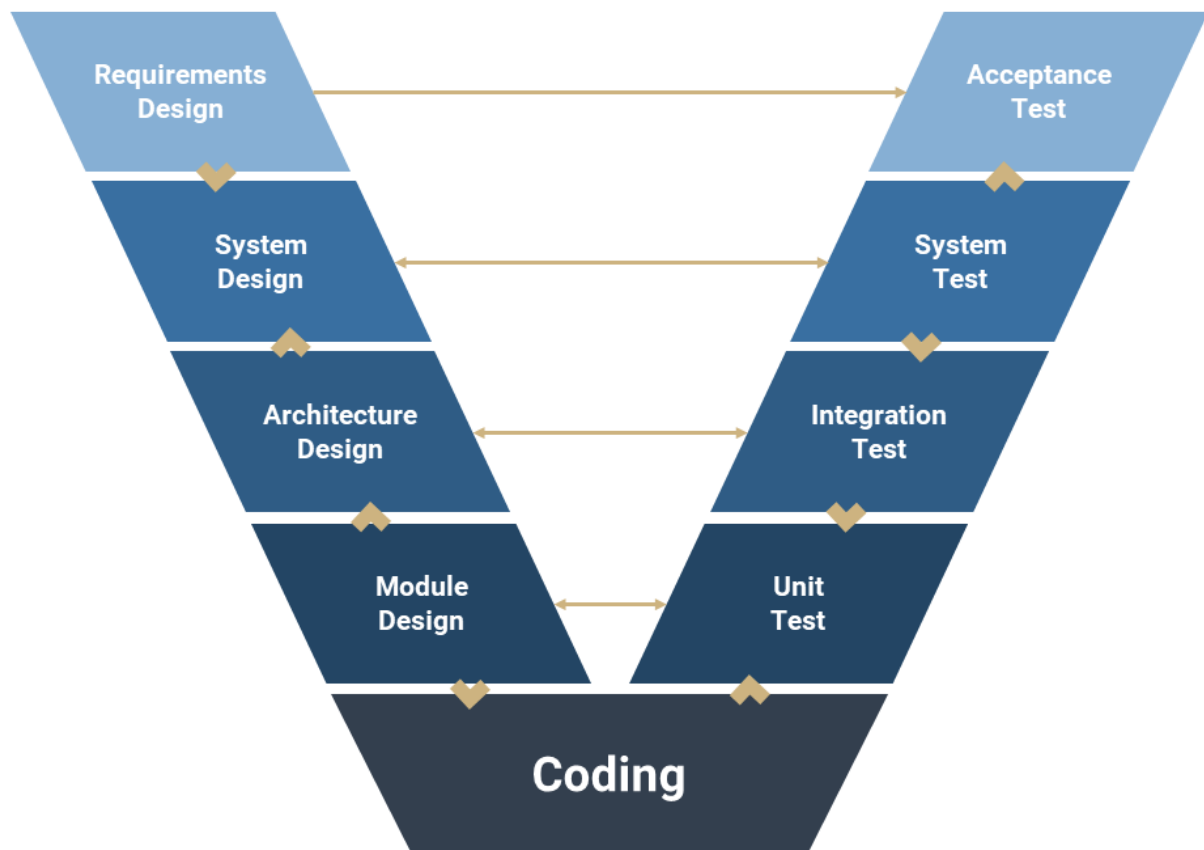 Requirements
Design
Acceptance
Test
System
Design
System
Test
Architecture
Design
Integration
Test
Module
Design
Unit
Test
Coding